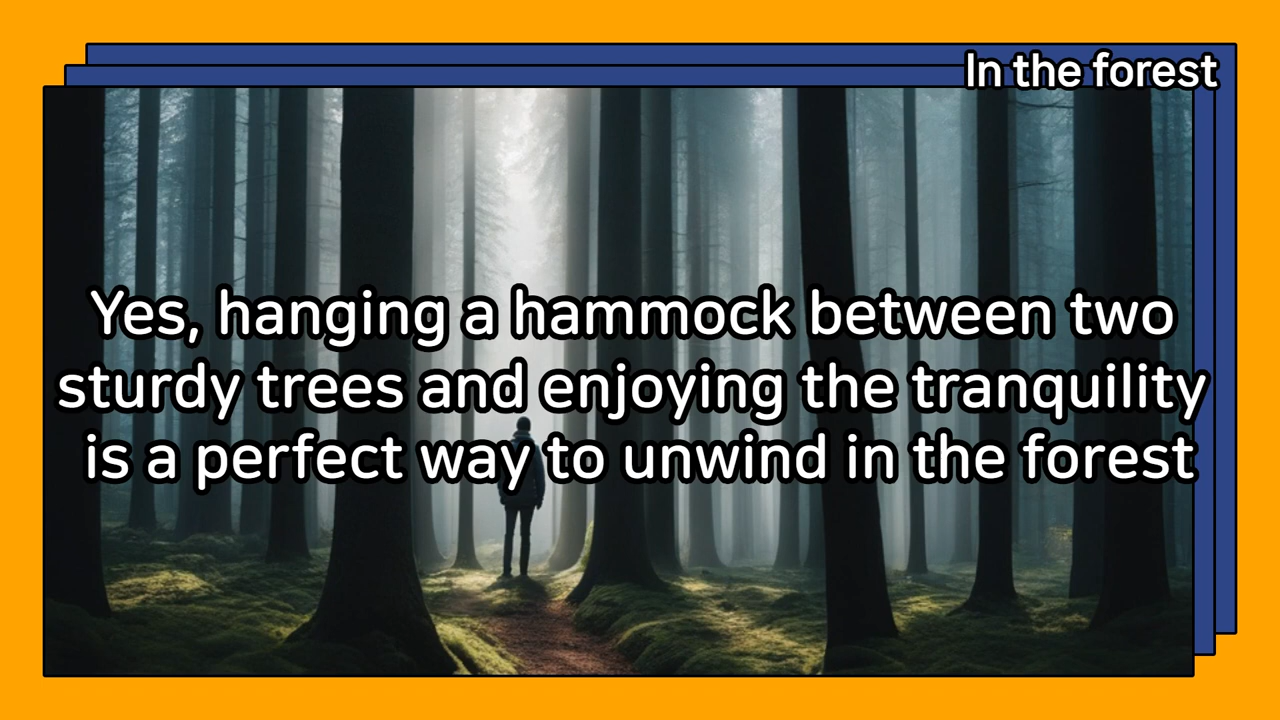 In the forest
Yes, hanging a hammock between two
sturdy trees and enjoying the tranquility
is a perfect way to unwind in the forest